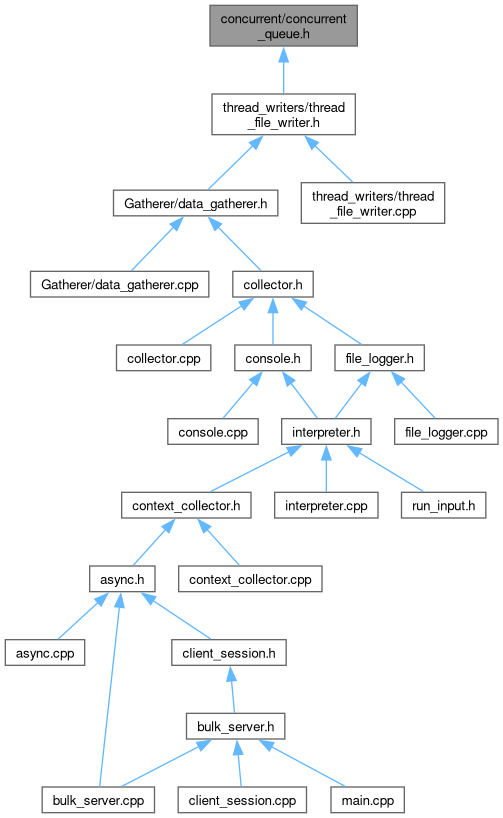 concurrent/concurrent
_queue.h
thread_writers/thread
_file_writer.h
Gatherer/data_gatherer.h
thread_writers/thread
_file_writer.cpp
Gatherer/data_gatherer.cpp
collector.h
collector.cpp
console.h
file_logger.h
console.cpp
interpreter.h
file_logger.cpp
context_collector.h
interpreter.cpp
run_input.h
async.h
context_collector.cpp
async.cpp
client_session.h
bulk_server.h
bulk_server.cpp
client_session.cpp
main.cpp